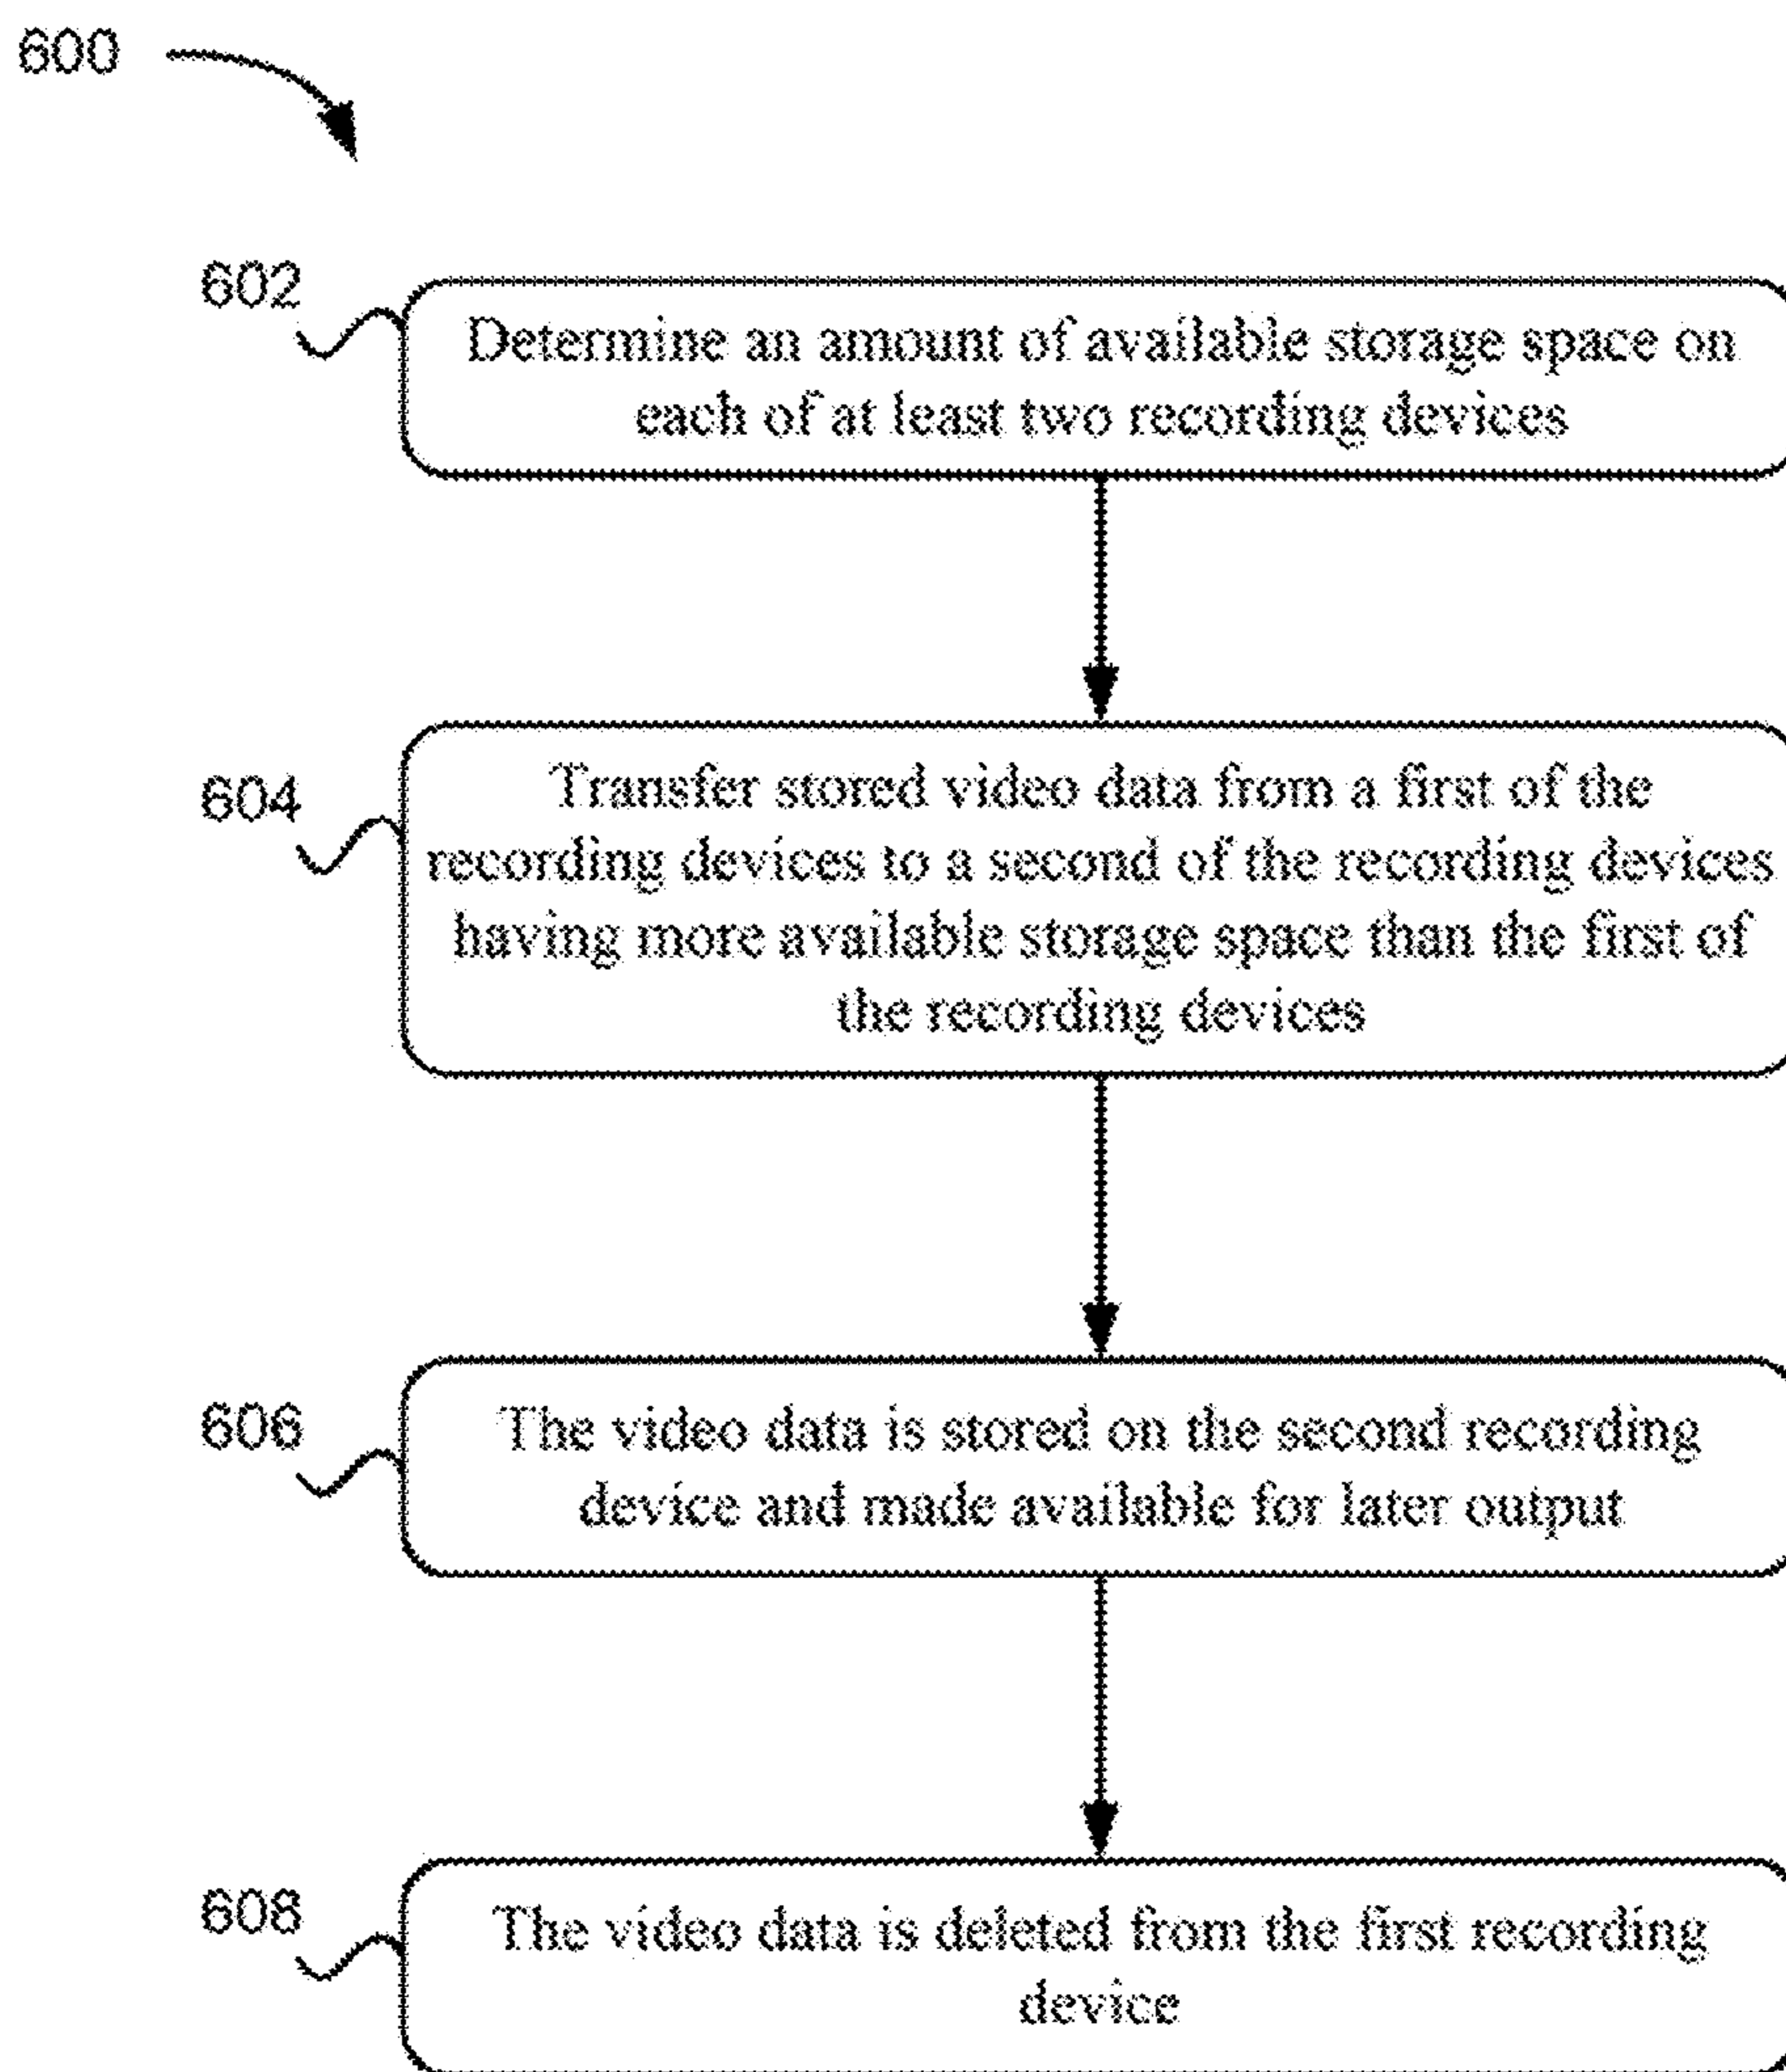 600
602
Determine an amount of available storage space on
each of at least two recording devices
604
Transfer stored video data from a first of the
recording devices to a second of the recording devices
having more available storage space than the first of
the recording devices
606
The video data is stored on the second recording
device and made available for later output
608
The video data is deleted from the first recording
device